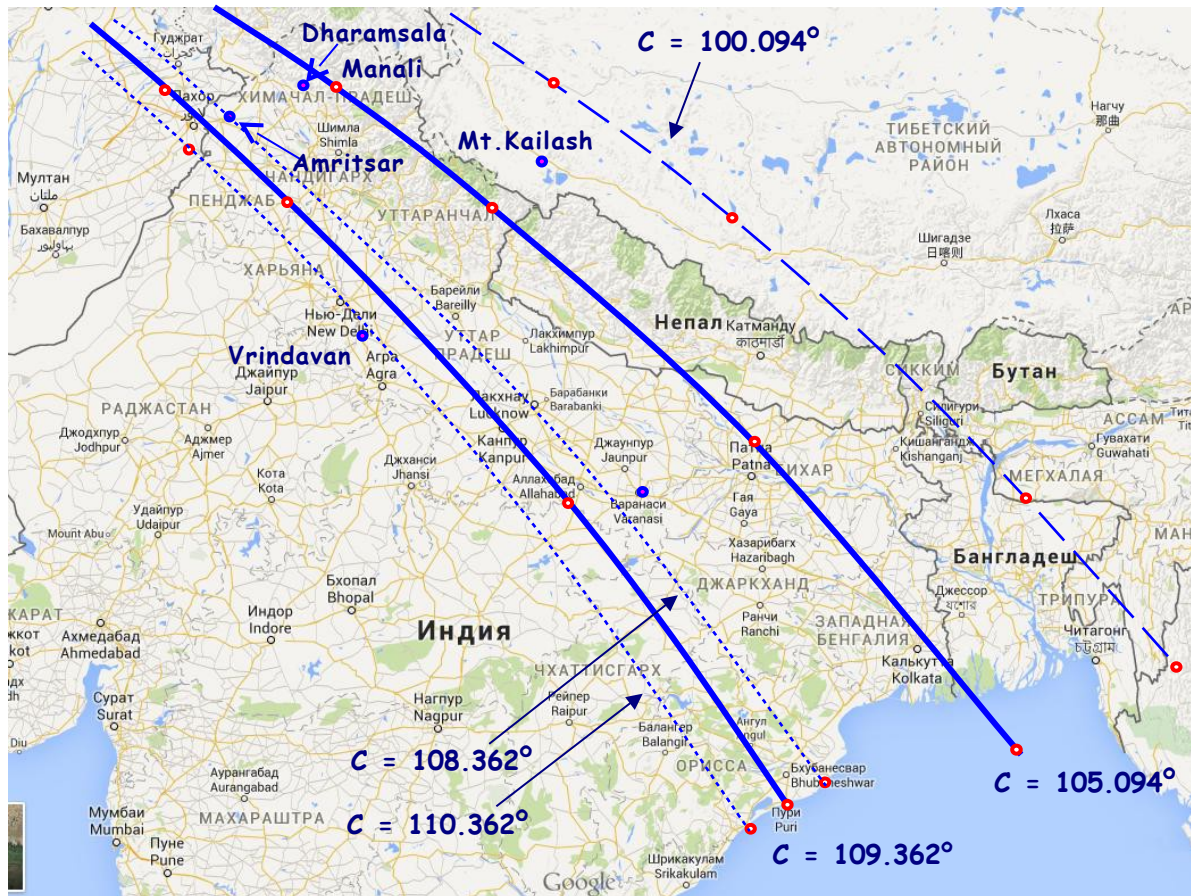 Dharamsala
C = 100.094°
Гуджрат
Manali
Лахор
ХИМАЧАЛ-ПРАДЕШ
Нагчу
那曲
ТИБЕТСКИЙ
АВТОНОМНЫЙ
РАЙОН
Шимла
Shimla
Mt.Kailash
Amritsar
ЧАНДИГАРХ
Мултан
ملتان
ПЕНДЖАБ
УТТАРАНЧАЛ
Лхаса
拉萨
Бахавалпур
بہاولپور
Шигадзе
日喀则
ХАРЬЯНА
Барейли
Bareilly
Нью-Дели
New Delhi
Непал
Катманду
УТТАР
ПРАДЕШ
Лакхимпур
Lakhimpur
Vrindavan
Агра
Agra
Джайпур
Jaipur
СИККИМ
Бутан
РАДЖАСТАН
Лакхнау
Lucknow
Барабанки
Barabanki
Силигури
Siliguri
АССАМ
Джодхпур
Jodhpur
Аджмер
Ajmer
Канпур
Kanpur
Джаунпур
Jaunpur
Патна
Patna
БИХАР
Кишангандж
Kishanganj
Гувахати
Guwahati
Кота
Kota
Джханси
Jhansi
Аллахабад
Allahabad
МЕГХАЛАЯ
Варанаси
Varanasi
Гая
Gaya
Удайпур
Udaipur
Mount Abu
Хазарибагх
Hazaribagh
Бангладеш
ДЖАРКХАНД
Бхопал
Bhopal
Джессор
ТРИПУРА
Индор
Indore
Ранчи
Ranchi
ЗАПАДНАЯ
БЕНГАЛИЯ
Ахмедабад
Ahmedabad
Индия
Читагонг
ЧХАТТИСГАРХ
Калькутта
Kolkata
Сурат
Surat
Нагпур
Nagpur
Рейпер
Raipur
Балангер
Balangir
Ангул
Diu
C = 108.362°
ОРИССА
Бхубанесвар
Bhubaneshwar
C = 105.094°
Аурангабад
Aurangabad
Мумбаи
Mumbai
МАХАРАШТРА
C = 110.362°
Пури
Puri
Пуне
Pune
C = 109.362°
Шрикакулам
Srikakulam
Google